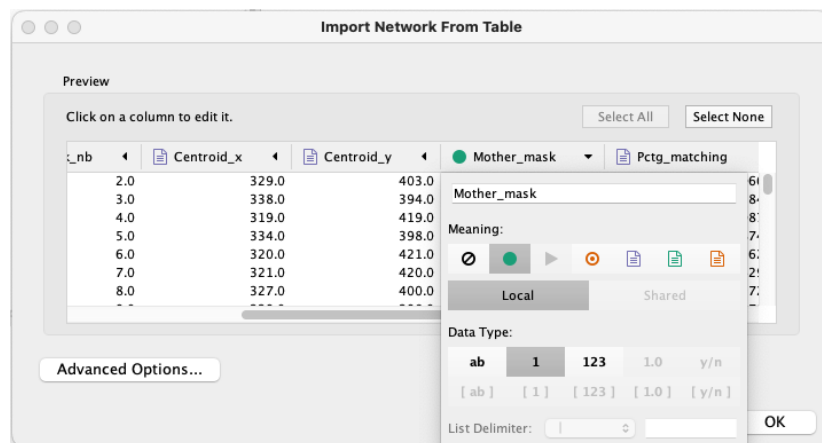 Import Network From Table
Preview
Click on a column to edit it.
Select All
Select None
Centroid_x
Centroid_y
Mother_mask
Pctg_matching
2.0 329.0 403.0
3.0 338.0 394.0
4.0 319.0 419.0
5.0 334.0 398.0
6.0 320.0 421.0
7.0 321.0 420.0
8.0 327.0 400.0
Mother_mask
Meaning:
Local
Shared
Data Type:
ab 1 123 1.0 y/n
[ ab ] [ 1 ] [ 123 ] [ 1.0 ] [ y/n ]
List Delimiter: |
Advanced Options...
OK